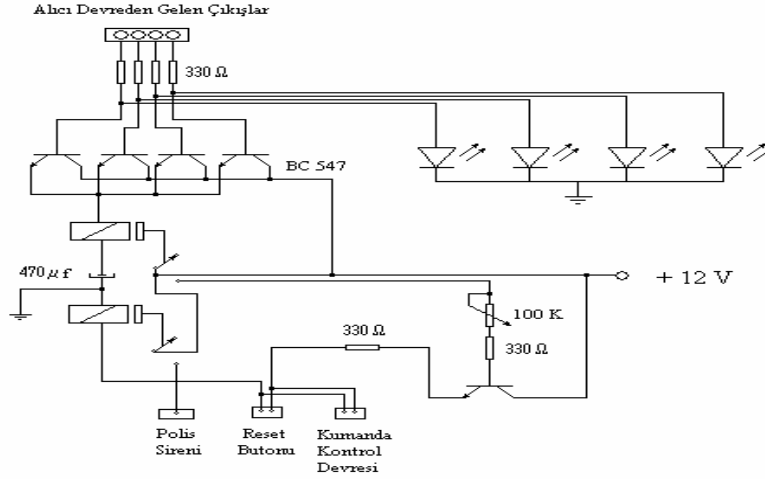 Alıcı Devreden Gelen Çıkışlar
330 Ω
BC 547
470 μf
+ 12 V
100 K
330 Ω
330 Ω
Polis
Sireni
Reset
Butonu
Kumanda
Kontrol
Devresi